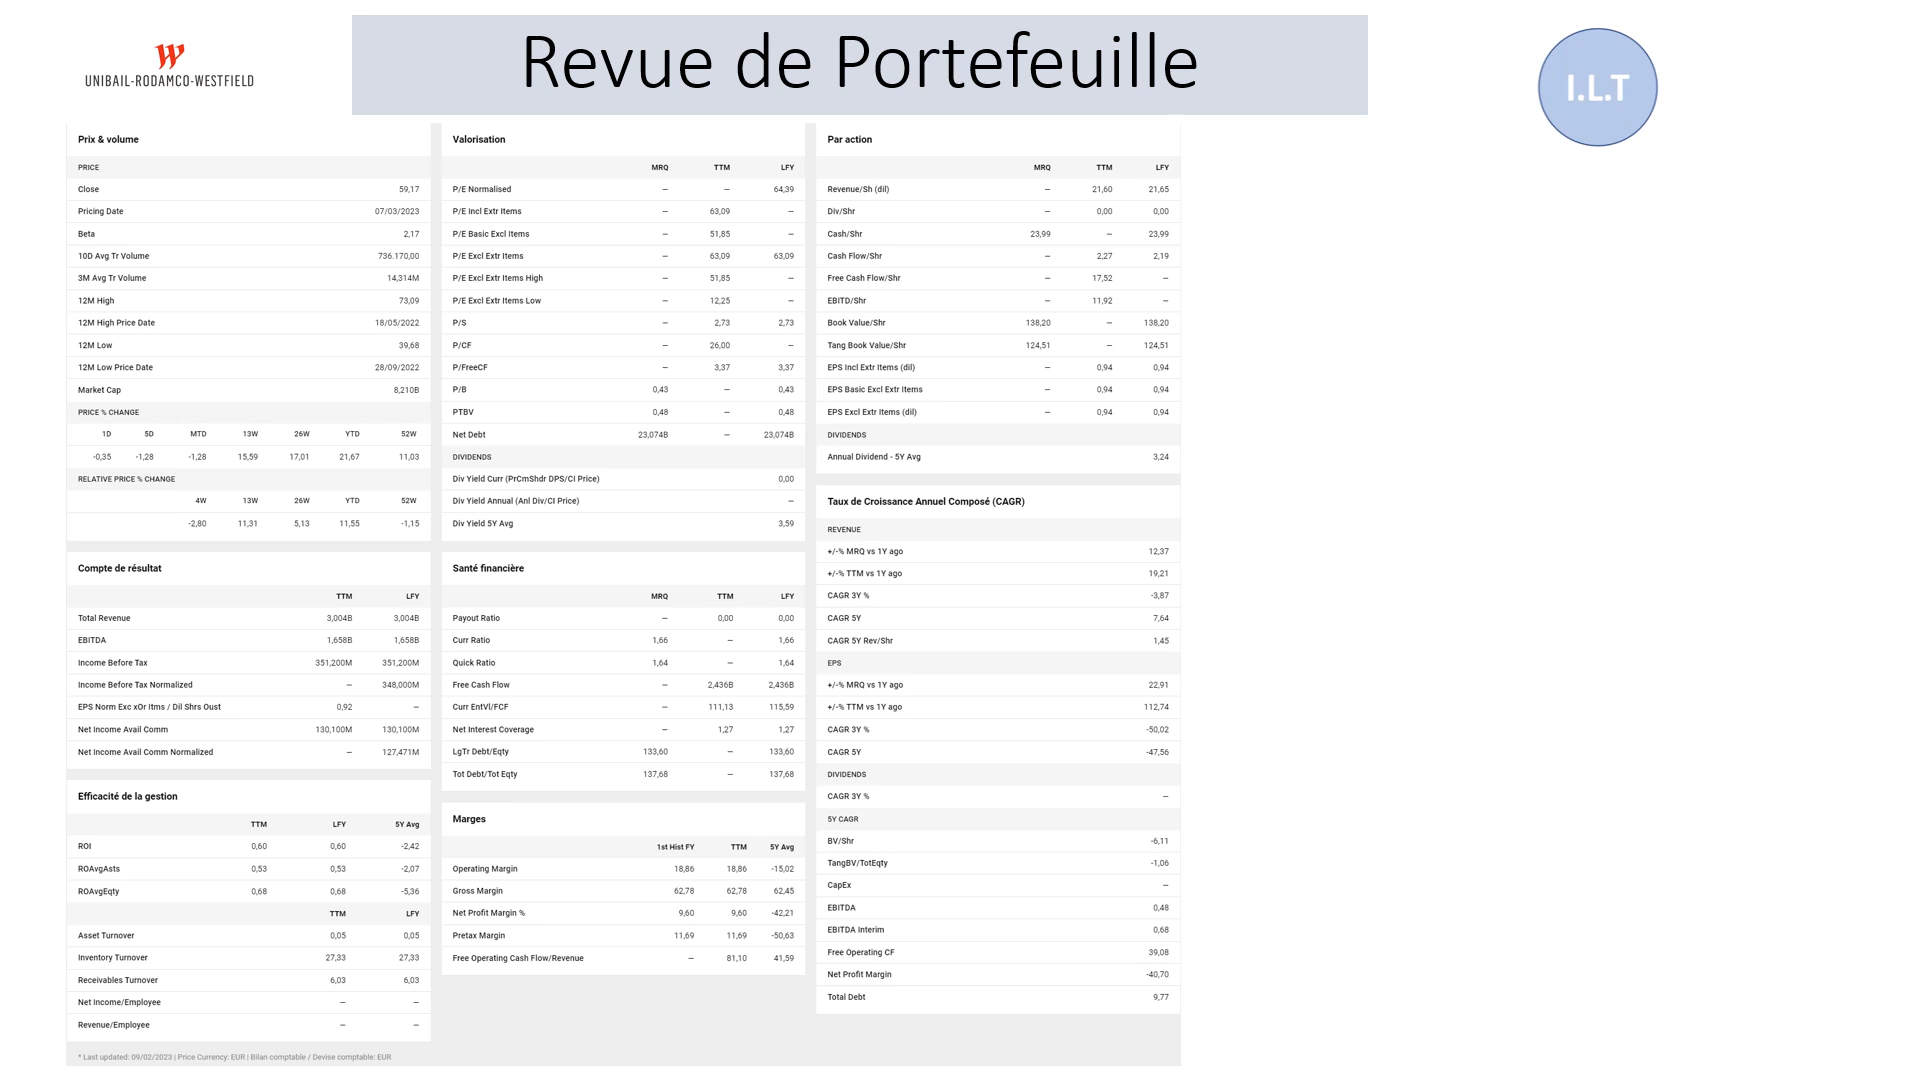 UNIBAIL-RODAMCO-WESTFIELD
Revue de Portefeuille
I.L.T
Prix & volume
PRICE
Close 59,17
Pricing Date 07/03/2023
Beta 2,17
10D Avg Tr Volume 736.170,00
3M Avg Tr Volume 14,314M
12M High 73,09
12M High Price Date 18/05/2022
12M Low 39,68
12M Low Price Date 28/09/2022
Market Cap 8,210B
PRICE % CHANGE
1D 5D MTD 13W 26W YTD 52W
-0,35 -1,28 -1,28 15,59 17,01 21,67 11,03
RELATIVE PRICE % CHANGE
4W 13W 26W YTD 52W
-2,80 11,31 5,13 11,55 -1,15
Compte de résultat
TTM LFY
Total Revenue 3,004B 3,004B
EBITDA 1,658B 1,658B
Income Before Tax 351,200M 351,200M
Income Before Tax Normalized — 348,000M
EPS Norm Exc xOr Itms / Dil Shrs Oust 0,92 —
Net Income Avail Comm 130,100M 130,100M
Net Income Avail Comm Normalized — 127,471M
Efficacité de la gestion
TTM LFY 5Y Avg
ROI 0,60 0,60 -2,42
ROAvgAsts 0,53 0,53 -2,07
ROAvgEqty 0,68 0,68 -5,36
TTM LFY
Asset Turnover 0,05 0,05
Inventory Turnover 27,33 27,33
Receivables Turnover 6,03 6,03
Net Income/Employee — —
Revenue/Employee — —
* Last updated: 09/02/2023 | Price Currency: EUR | Bilan comptable / Devise comptable: EUR
Valorisation
MRQ TTM LFY
P/E Normalised — — 64,39
P/E Incl Extr Items — 63,09 —
P/E Basic Excl Items — 51,85 —
P/E Excl Extr Items — 63,09 63,09
P/E Excl Extr Items High — 51,85 —
P/E Excl Extr Items Low — 12,25 —
P/S — 2,73 2,73
P/CF — 26,00 —
P/FreeCF — 3,37 3,37
P/B 0,43 — 0,43
PTBV 0,48 — 0,48
Net Debt 23,074B — 23,074B
DIVIDENDS
Div Yield Curr (PrCmShdr DPS/Cl Price) 0,00
Div Yield Annual (Anl Div/Cl Price) —
Div Yield 5Y Avg 3,59
Santé financière
MRQ TTM LFY
Payout Ratio — 0,00 0,00
Curr Ratio 1,66 — 1,66
Quick Ratio 1,64 — 1,64
Free Cash Flow — 2,436B 2,436B
Curr EntVl/FCF — 111,13 115,59
Net Interest Coverage — 1,27 1,27
LgTr Debt/Eqty 133,60 — 133,60
Tot Debt/Tot Eqty 137,68 — 137,68
Marges
1st Hist FY TTM 5Y Avg
Operating Margin 18,86 18,86 -15,02
Gross Margin 62,78 62,78 62,45
Net Profit Margin % 9,60 9,60 -42,21
Pretax Margin 11,69 11,69 -50,63
Free Operating Cash Flow/Revenue — 81,10 41,59
Par action
MRQ TTM LFY
Revenue/Sh (dil) — 21,60 21,65
Div/Shr — 0,00 0,00
Cash/Shr 23,99 — 23,99
Cash Flow/Shr — 2,27 2,19
Free Cash Flow/Shr — 17,52 —
EBITD/Shr — 11,92 —
Book Value/Shr 138,20 — 138,20
Tang Book Value/Shr 124,51 — 124,51
EPS Incl Extr Items (dil) — 0,94 0,94
EPS Basic Excl Extr Items — 0,94 0,94
EPS Excl Extr Items (dil) — 0,94 0,94
DIVIDENDS
Annual Dividend - 5Y Avg 3,24
Taux de Croissance Annuel Composé (CAGR)
REVENUE
+/-% MRQ vs 1Y ago 12,37
+/-% TTM vs 1Y ago 19,21
CAGR 3Y % -3,87
CAGR 5Y 7,64
CAGR 5Y Rev/Shr 1,45
EPS
+/-% MRQ vs 1Y ago 22,91
+/-% TTM vs 1Y ago 112,74
CAGR 3Y % -50,02
CAGR 5Y -47,56
DIVIDENDS
CAGR 3Y % —
5Y CAGR
BV/Shr -6,11
TangBV/TotEqty -1,06
CapEx —
EBITDA 0,48
EBITDA Interim 0,68
Free Operating CF 39,08
Net Profit Margin -40,70
Total Debt 9,77